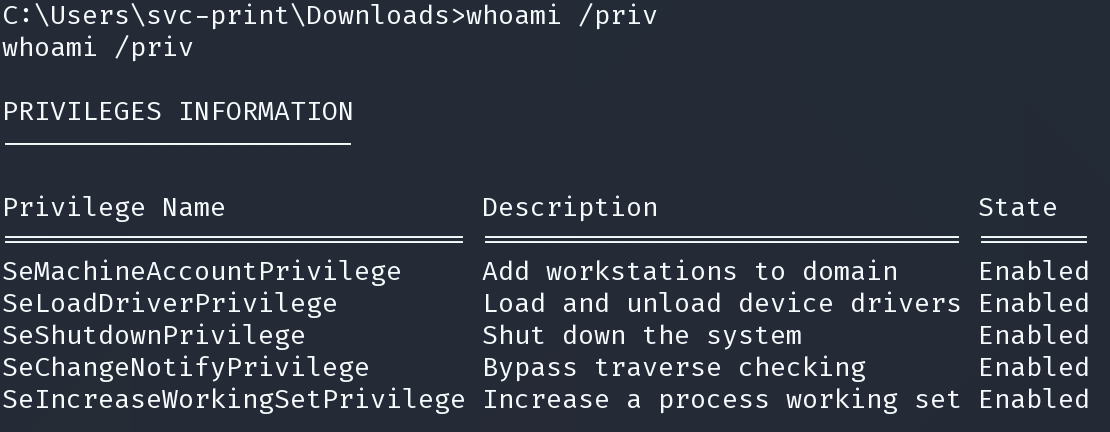 C:\Users\svc-print\Downloads>whoami /priv
whoami /priv
PRIVILEGES INFORMATION
Privilege Name Description State
SeMachineAccountPrivilege Add workstations to domain Enabled
SeLoadDriverPrivilege Load and unload device drivers Enabled
SeShutdownPrivilege Shut down the system Enabled
SeChangeNotifyPrivilege Bypass traverse checking Enabled
SeIncreaseWorkingSetPrivilege Increase a process working set Enabled